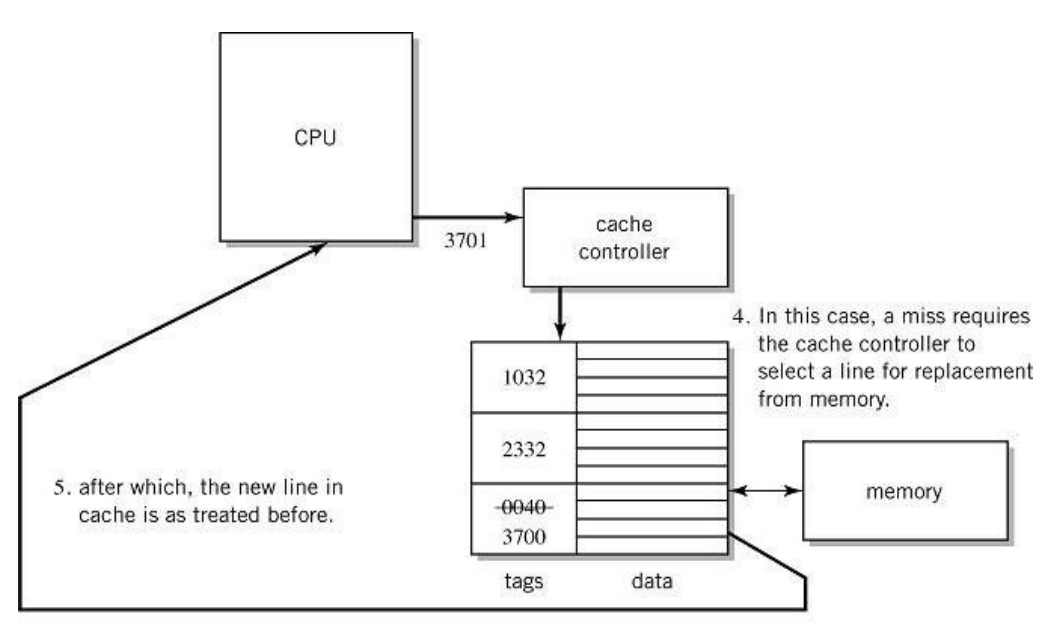 CPU
3701
cache
controller
4. In this case, a miss requires
the cache controller to
select a line for replacement
from memory.
1032
2332
0040
3700
memory
5. after which, the new line in
cache is as treated before.
tags
data